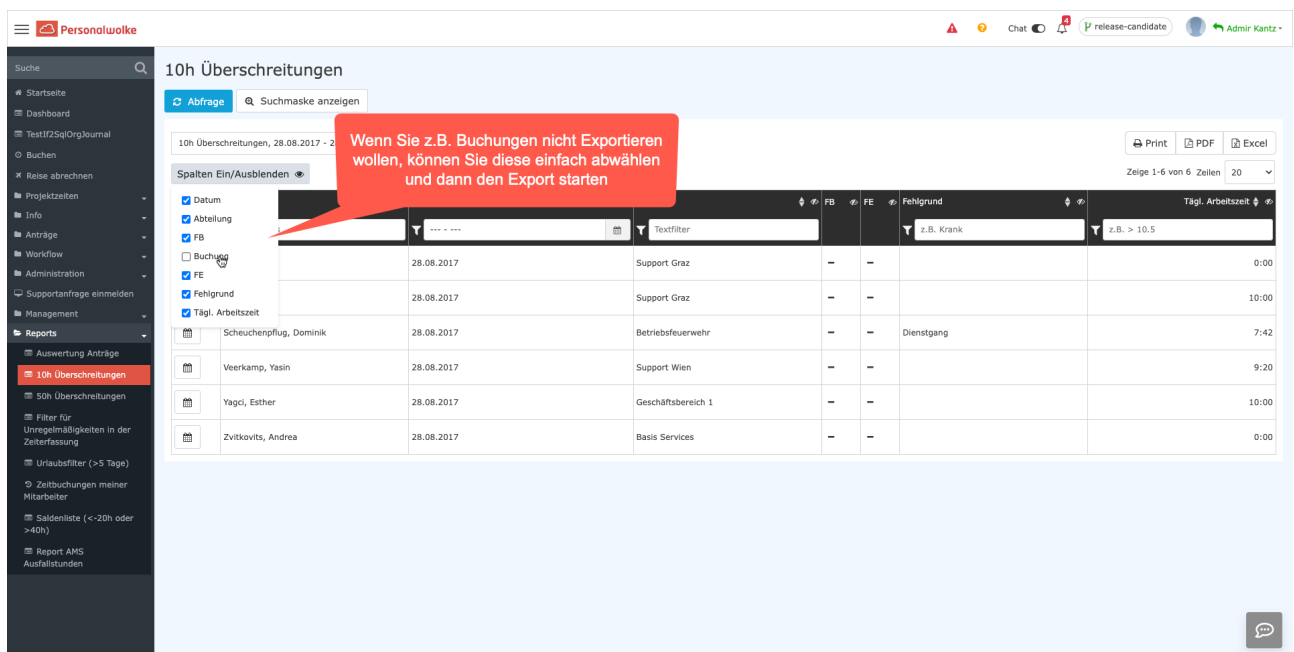 Personalwolke
Chat 4 release-candidate Admir Kantz
Suche
Startseite
Dashboard
TestIf2SqlOrgJournal
Buchen
Reise abrechnen
Projektzeiten
Info
Anträge
Workflow
Administration
Supportanfrage einmelden
Management
Reports
Auswertung Anträge
10h Überschreitungen
50h Überschreitungen
Filter für
Unregelmäßigkeiten in der
Zeiterfassung
Urlaubsfilter (>5 Tage)
Zeitbuchungen meiner
Mitarbeiter
Saldenliste (<-20h oder
>40h)
Report AMS
Ausfallstunden
10h Überschreitungen
Abfrage Suchmaske anzeigen
10h Überschreitungen, 28.08.2017 - 2
Wenn Sie z.B. Buchungen nicht Exportieren
wollen, können Sie diese einfach abwählen
und dann den Export starten
Print PDF Excel
Spalten Ein/Ausblenden
Zeige 1-6 von 6 Zeilen 20
Datum
Abteilung
FB
Buchung
FE
Fehlgrund
Tägl. Arbeitszeit
FB FE Fehlgrund Tägl. Arbeitszeit
--- - --- Textfilter z.B. Krank z.B. > 10.5
28.08.2017 Support Graz – – 0:00
28.08.2017 Support Graz – – 10:00
Scheuchenpflug, Dominik 28.08.2017 Betriebsfeuerwehr – – Dienstgang 7:42
Veerkamp, Yasin 28.08.2017 Support Wien – – 9:20
Yagci, Esther 28.08.2017 Geschäftsbereich 1 – – 10:00
Zvitkovits, Andrea 28.08.2017 Basis Services – – 0:00